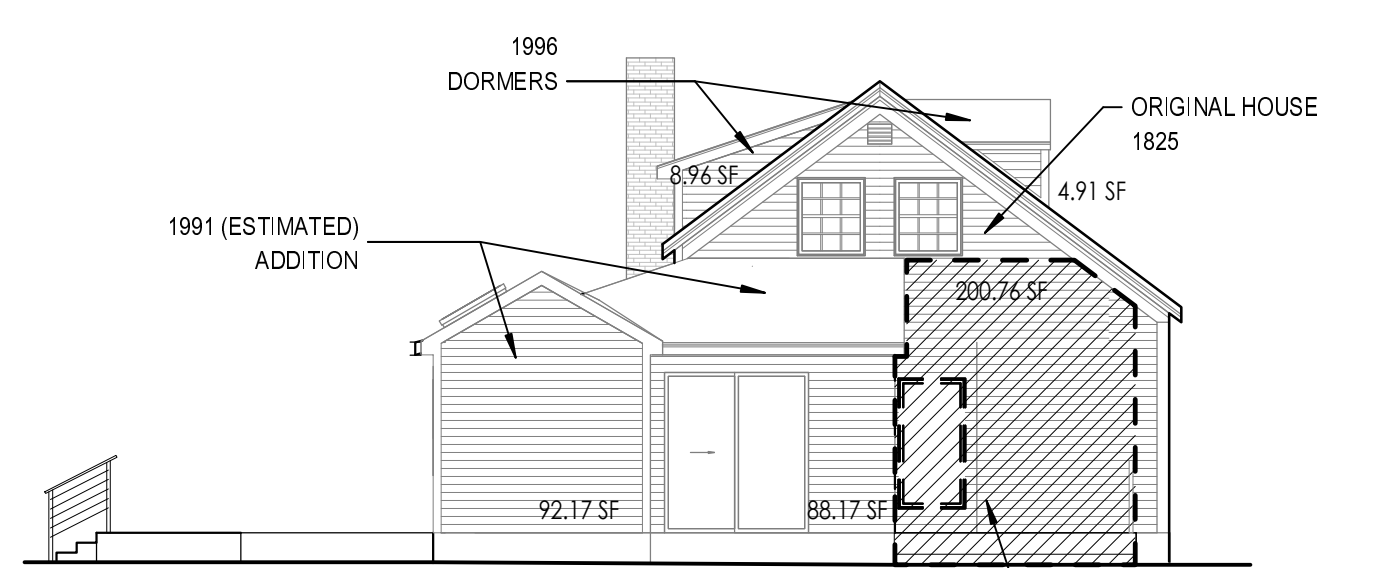 1996
DORMERS
ORIGINAL HOUSE
1825
8.96 SF
4.91 SF
1991 (ESTIMATED)
ADDITION
200.76 SF
92.17 SF
88.17 SF